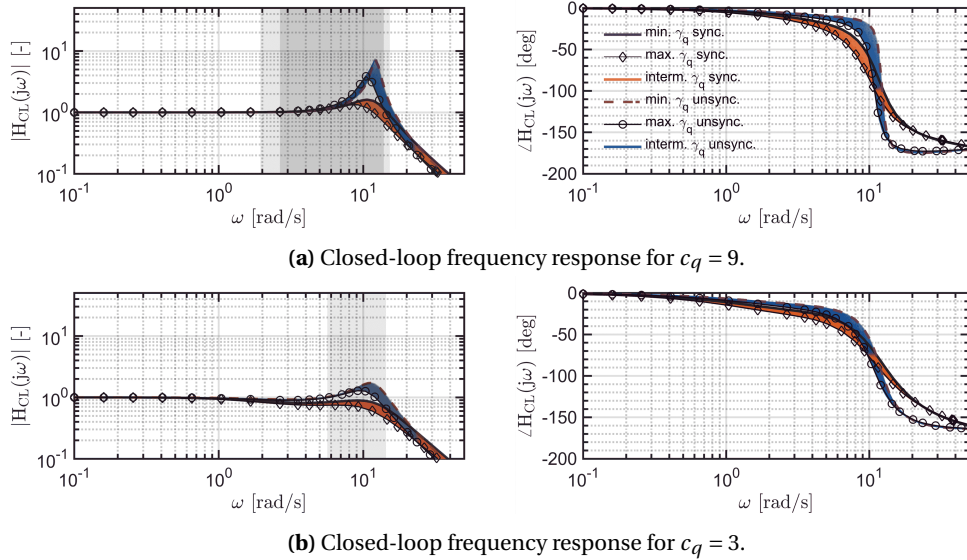 |H_CL(jω)| [-]
10^1
10^0
10^-1
10^-1
10^0
10^1
ω [rad/s]
∠H_CL(jω) [deg]
0
-50
-100
-150
-200
10^-1
10^0
10^1
ω [rad/s]
min. γ_q sync.
max. γ_q sync.
interm. γ_q sync.
min. γ_q unsync.
max. γ_q unsync.
interm. γ_q unsync.
(a) Closed-loop frequency response for c_q = 9.
|H_CL(jω)| [-]
10^1
10^0
10^-1
10^-1
10^0
10^1
ω [rad/s]
∠H_CL(jω) [deg]
0
-50
-100
-150
-200
10^-1
10^0
10^1
ω [rad/s]
(b) Closed-loop frequency response for c_q = 3.